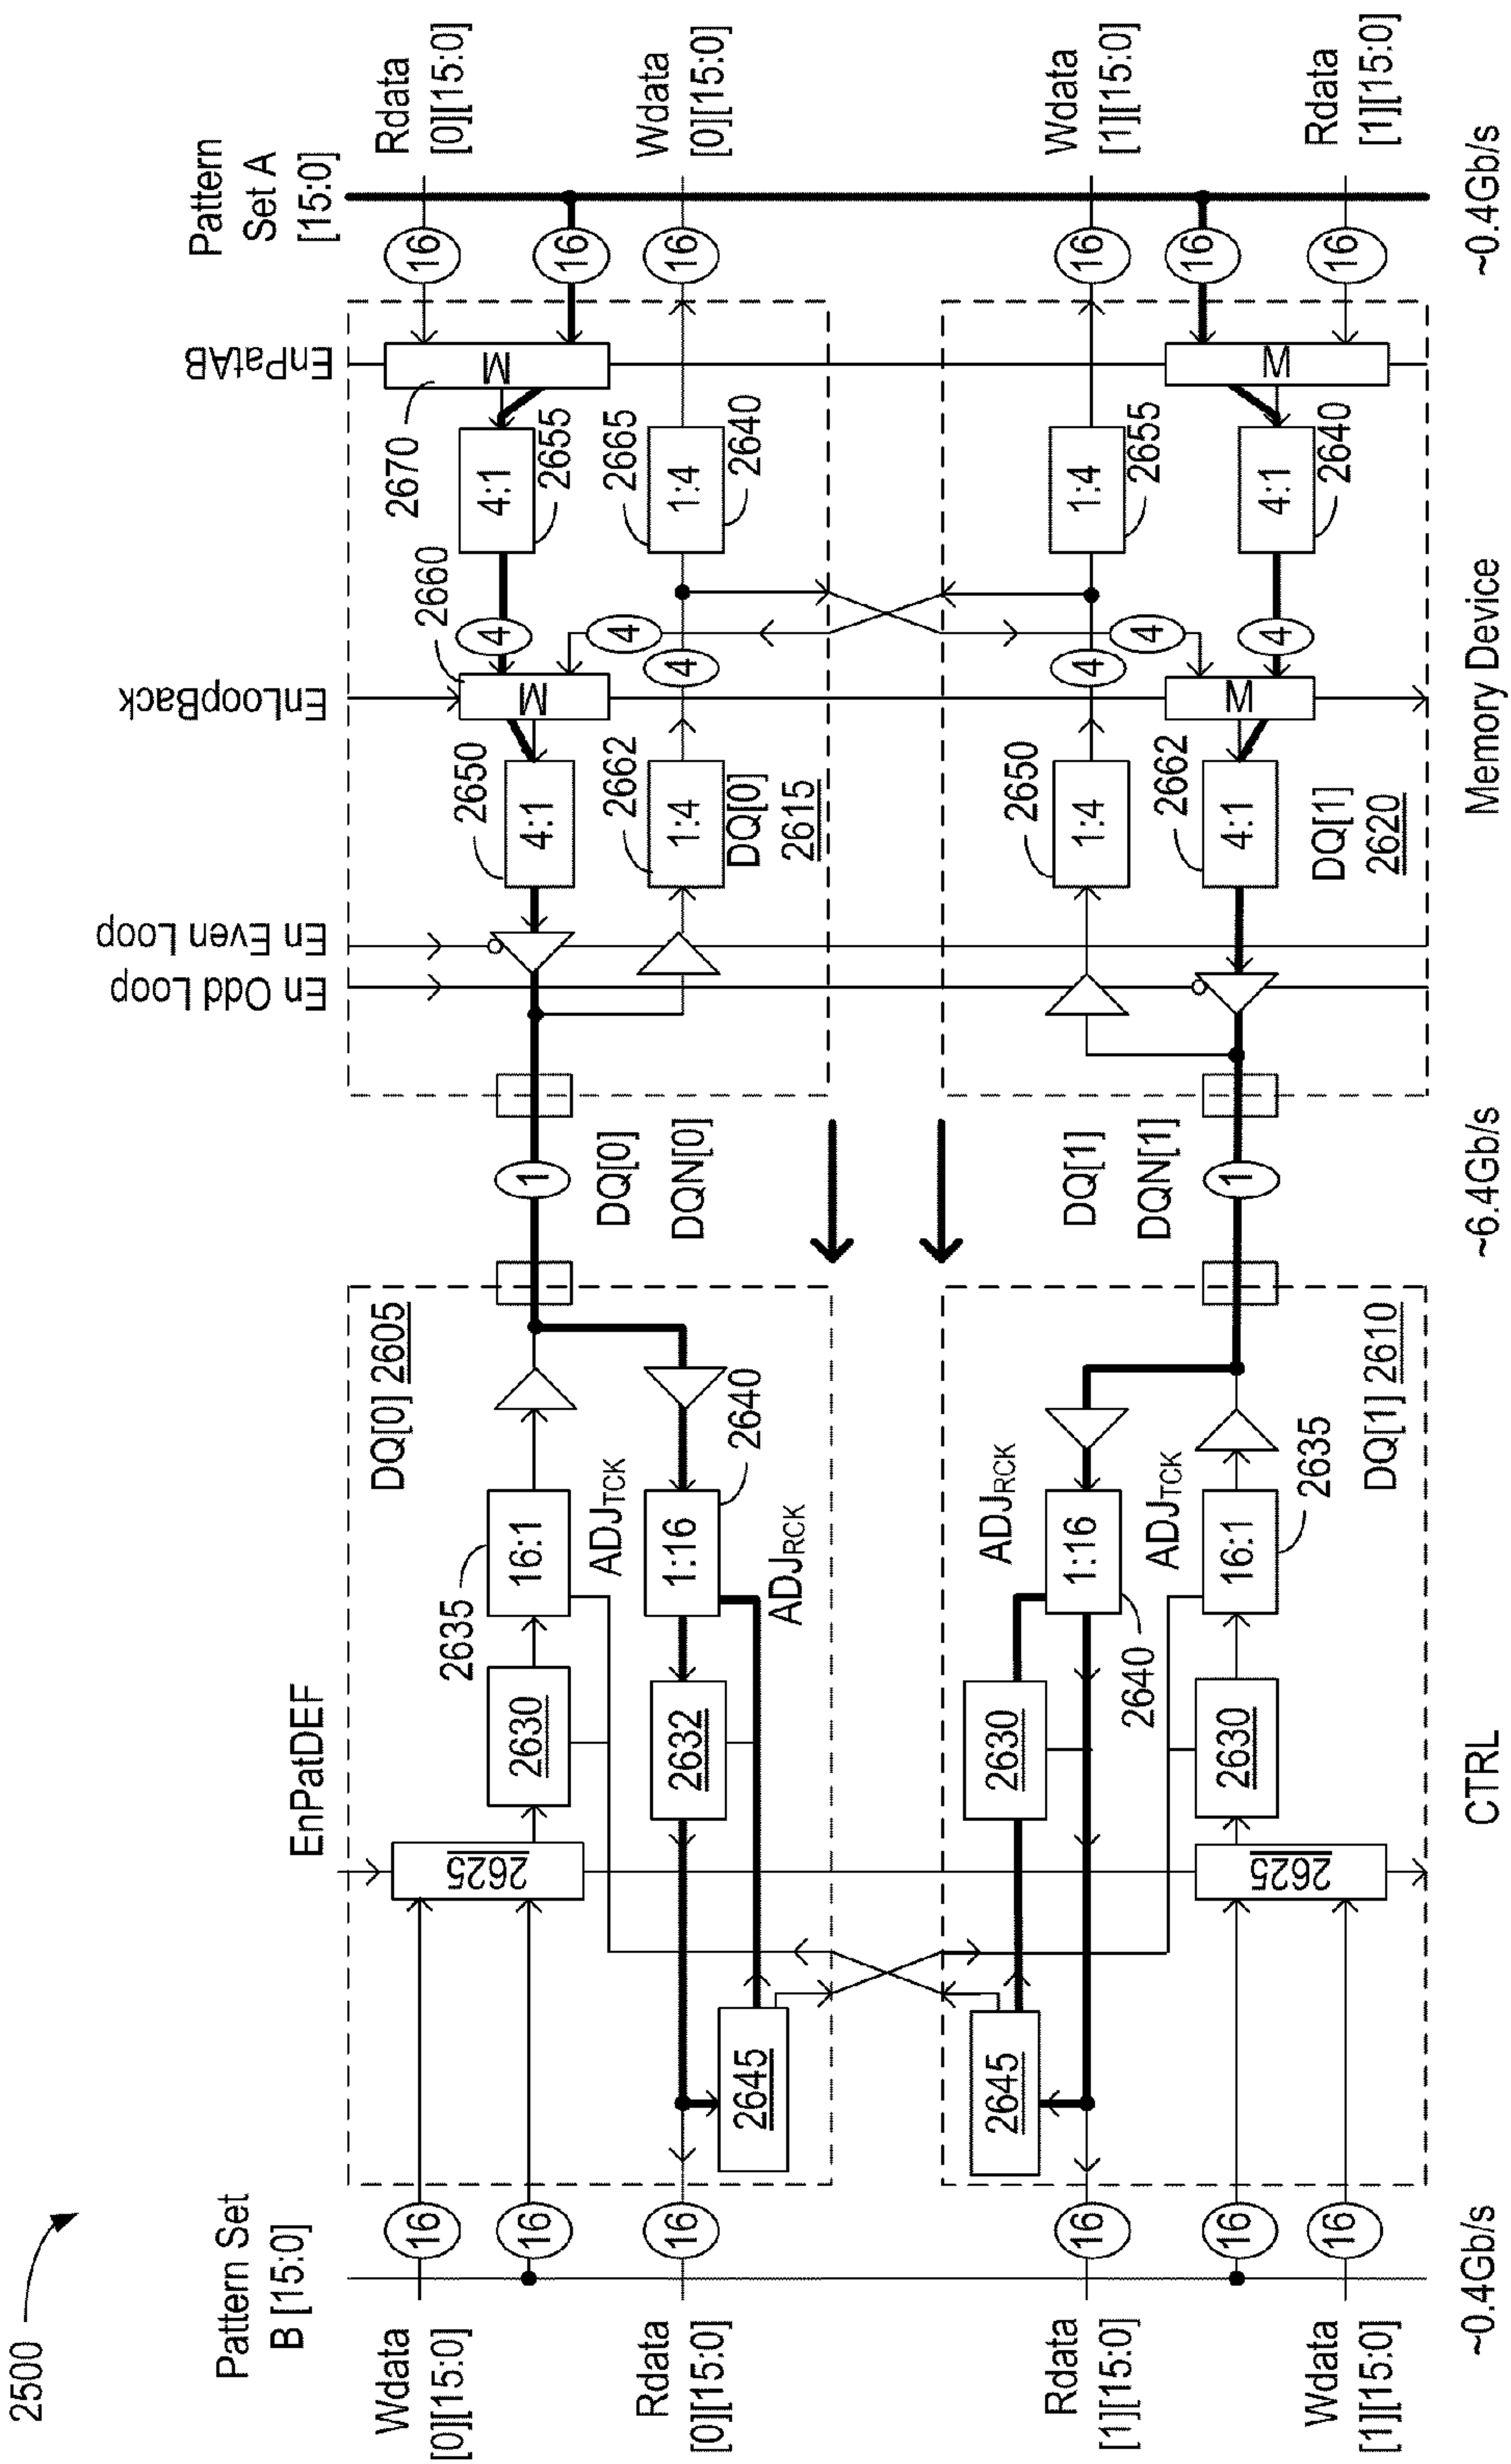 2500
Pattern Set
B [15:0]
Wdata
[0][15:0]
Rdata
[0][15:0]
Rdata
[1][15:0]
Wdata
[1][15:0]
~0.4Gb/s
16
16
16
16
16
16
EnPatDEF
DQ[0] 2605
2625
2630
2635
16:1
ADJTCK
2645
2632
1:16
2640
ADJRCK
2645
2630
ADJRCK
1:16
2640
ADJTCK
2625
2630
16:1
2635
DQ[1] 2610
CTRL
1
DQ[0]
DQN[0]
DQ[1]
DQN[1]
1
~6.4Gb/s
En Odd Loop
En Even Loop
EnLoopBack
EnPatAB
2650
4:1
2660
M
4
4:1
2655
2670
M
2662
1:4
DQ[0]
2615
4
4
2665
1:4
2640
2650
1:4
4
4
1:4
2655
2662
4:1
DQ[1]
2620
M
4
4:1
2640
M
Memory Device
Pattern
Set A
[15:0]
16
16
16
16
16
16
Rdata
[0][15:0]
Wdata
[0][15:0]
Wdata
[1][15:0]
Rdata
[1][15:0]
~0.4Gb/s